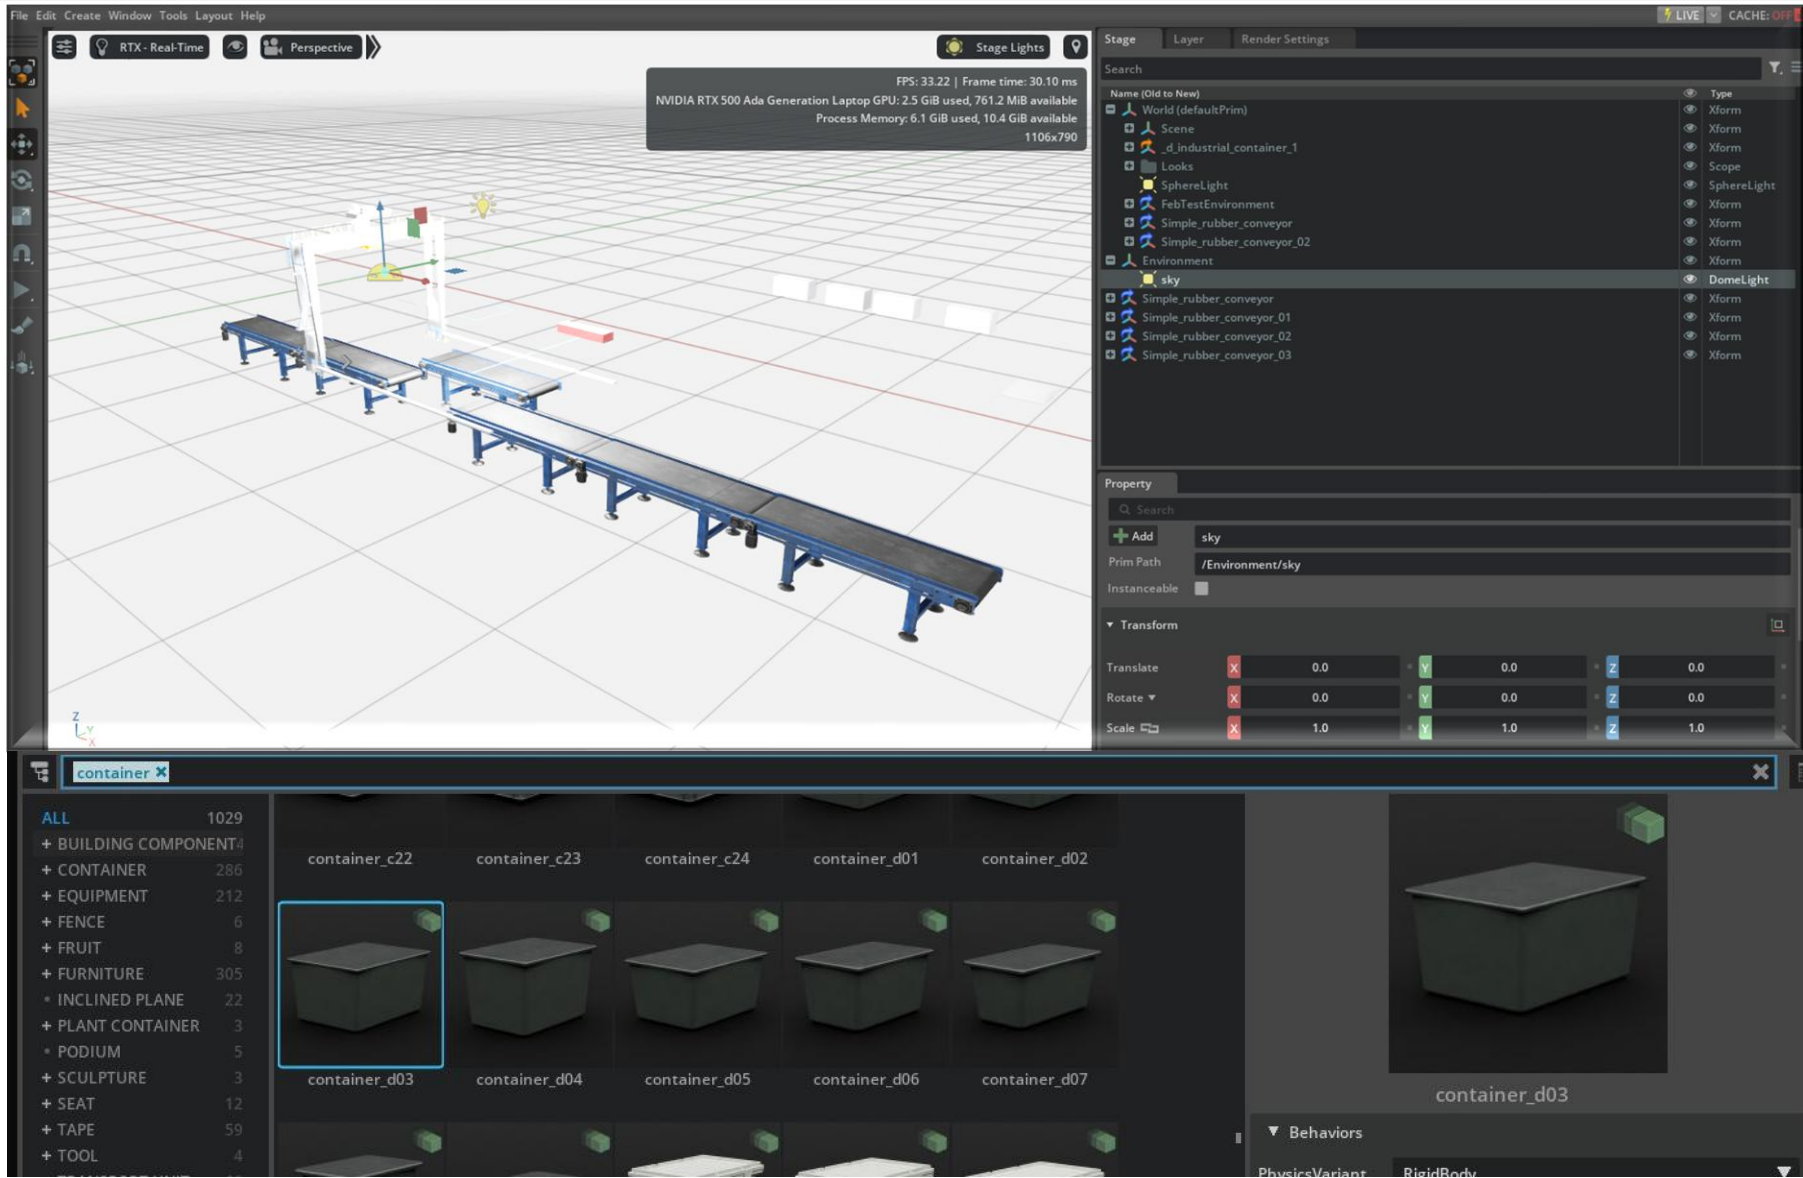 File Edit Create Window Tools Layout Help
LIVE CACHE: OFF
RTX - Real-Time Perspective Stage Lights
FPS: 33.22 | Frame time: 30.10 ms
NVIDIA RTX 500 Ada Generation Laptop GPU: 2.5 GiB used, 761.2 MiB available
Process Memory: 6.1 GiB used, 10.4 GiB available
1106x790
Z
Y
X
Stage Layer Render Settings
Search
Name (Old to New) Type
World (defaultPrim) Xform
Scene Xform
_d_industrial_container_1 Xform
Looks Scope
SphereLight SphereLight
FebTestEnvironment Xform
Simple_rubber_conveyor Xform
Simple_rubber_conveyor_02 Xform
Environment Xform
sky DomeLight
Simple_rubber_conveyor Xform
Simple_rubber_conveyor_01 Xform
Simple_rubber_conveyor_02 Xform
Simple_rubber_conveyor_03 Xform
Property
Search
Add sky
Prim Path /Environment/sky
Instanceable
Transform
Translate X 0.0 Y 0.0 Z 0.0
Rotate X 0.0 Y 0.0 Z 0.0
Scale X 1.0 Y 1.0 Z 1.0
container
ALL 1029
+ BUILDING COMPONENT
+ CONTAINER 286
+ EQUIPMENT 212
+ FENCE 6
+ FRUIT 8
+ FURNITURE 305
• INCLINED PLANE 22
+ PLANT CONTAINER 3
• PODIUM 5
+ SCULPTURE 3
+ SEAT 12
+ TAPE 59
+ TOOL 4
container_c22 container_c23 container_c24 container_d01 container_d02
container_d03 container_d04 container_d05 container_d06 container_d07
container_d03
Behaviors
PhysicsVariant RigidBody